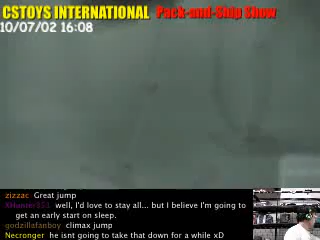 CSTOYS INTERNATIONAL Pack-and-Ship Show
10/07/02 16:08
zizzac Great jump
XHunter151 well, I'd love to stay all... but I believe I'm going to
get an early start on sleep.
godzillafanboy climax jump
Necronger he isnt going to take that down for a while xD